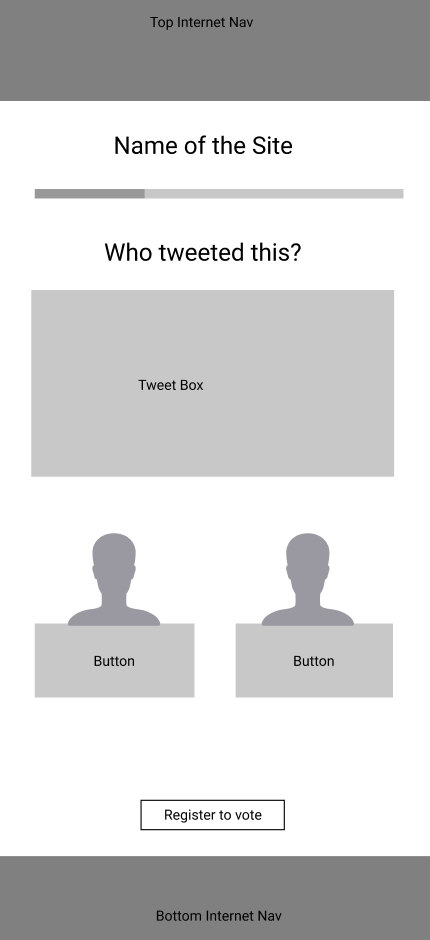 Top Internet Nav
Name of the Site
Who tweeted this?
Tweet Box
Button
Button
Register to vote
Bottom Internet Nav